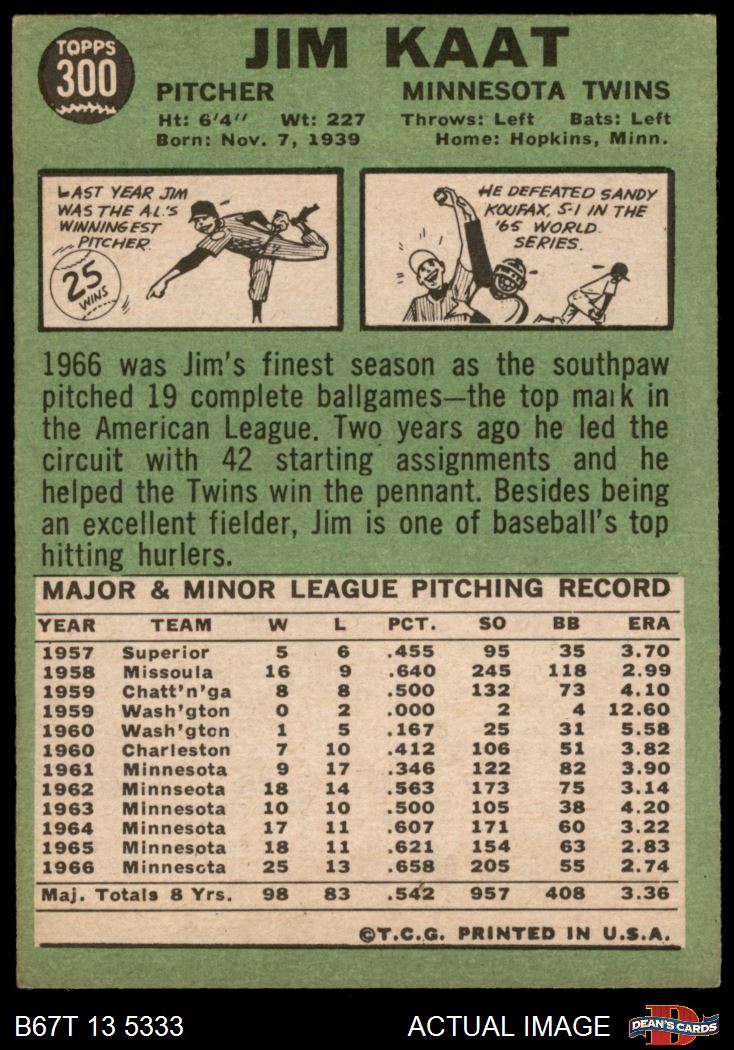 TOPPS
300
JIM KAAT
PITCHER MINNESOTA TWINS
Ht: 6'4" Wt: 227 Throws: Left Bats: Left
Born: Nov. 7, 1939 Home: Hopkins, Minn.
LAST YEAR JIM
WAS THE A.L.'S
WINNINGEST
PITCHER.
25
WINS
HE DEFEATED SANDY
KOUFAX, 5-1 IN THE
'65 WORLD
SERIES.
1966 was Jim's finest season as the southpaw
pitched 19 complete ballgames—the top mark in
the American League. Two years ago he led the
circuit with 42 starting assignments and he
helped the Twins win the pennant. Besides being
an excellent fielder, Jim is one of baseball's top
hitting hurlers.
MAJOR & MINOR LEAGUE PITCHING RECORD
YEAR TEAM W L PCT. SO BB ERA
1957 Superior 5 6 .455 95 35 3.70
1958 Missoula 16 9 .640 245 118 2.99
1959 Chatt'n'ga 8 8 .500 132 73 4.10
1959 Wash'gton 0 2 .000 2 4 12.60
1960 Wash'gton 1 5 .167 25 31 5.58
1960 Charleston 7 10 .412 106 51 3.82
1961 Minnesota 9 17 .346 122 82 3.90
1962 Minnseota 18 14 .563 173 75 3.14
1963 Minnesota 10 10 .500 105 38 4.20
1964 Minnesota 17 11 .607 171 60 3.22
1965 Minnesota 18 11 .621 154 63 2.83
1966 Minnesota 25 13 .658 205 55 2.74
Maj. Totals 8 Yrs. 98 83 .542 957 408 3.36
©T.C.G. PRINTED IN U.S.A.
B67T 13 5333 ACTUAL IMAGE D DEAN'S CARDS